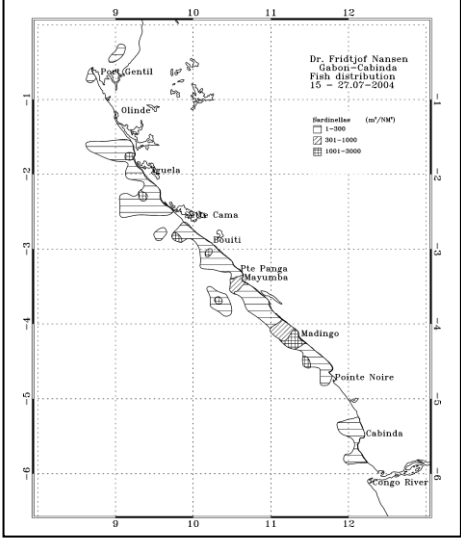 9 10 11 12
Dr. Fridtjof Nansen
Gabon-Cabinda
Fish distribution
15 - 27.07-2004
Sardinellas (m²/NM²)
1-300
301-1000
1001-3000
Port Gentil
Olinde
Iguela
Sette Cama
Bouiti
Pte Panga
Mayumba
Madingo
Pointe Noire
Cabinda
Congo River
-1 -1
-2 -2
-3 -3
-4 -4
-5 -5
-6 -6
9 10 11 12